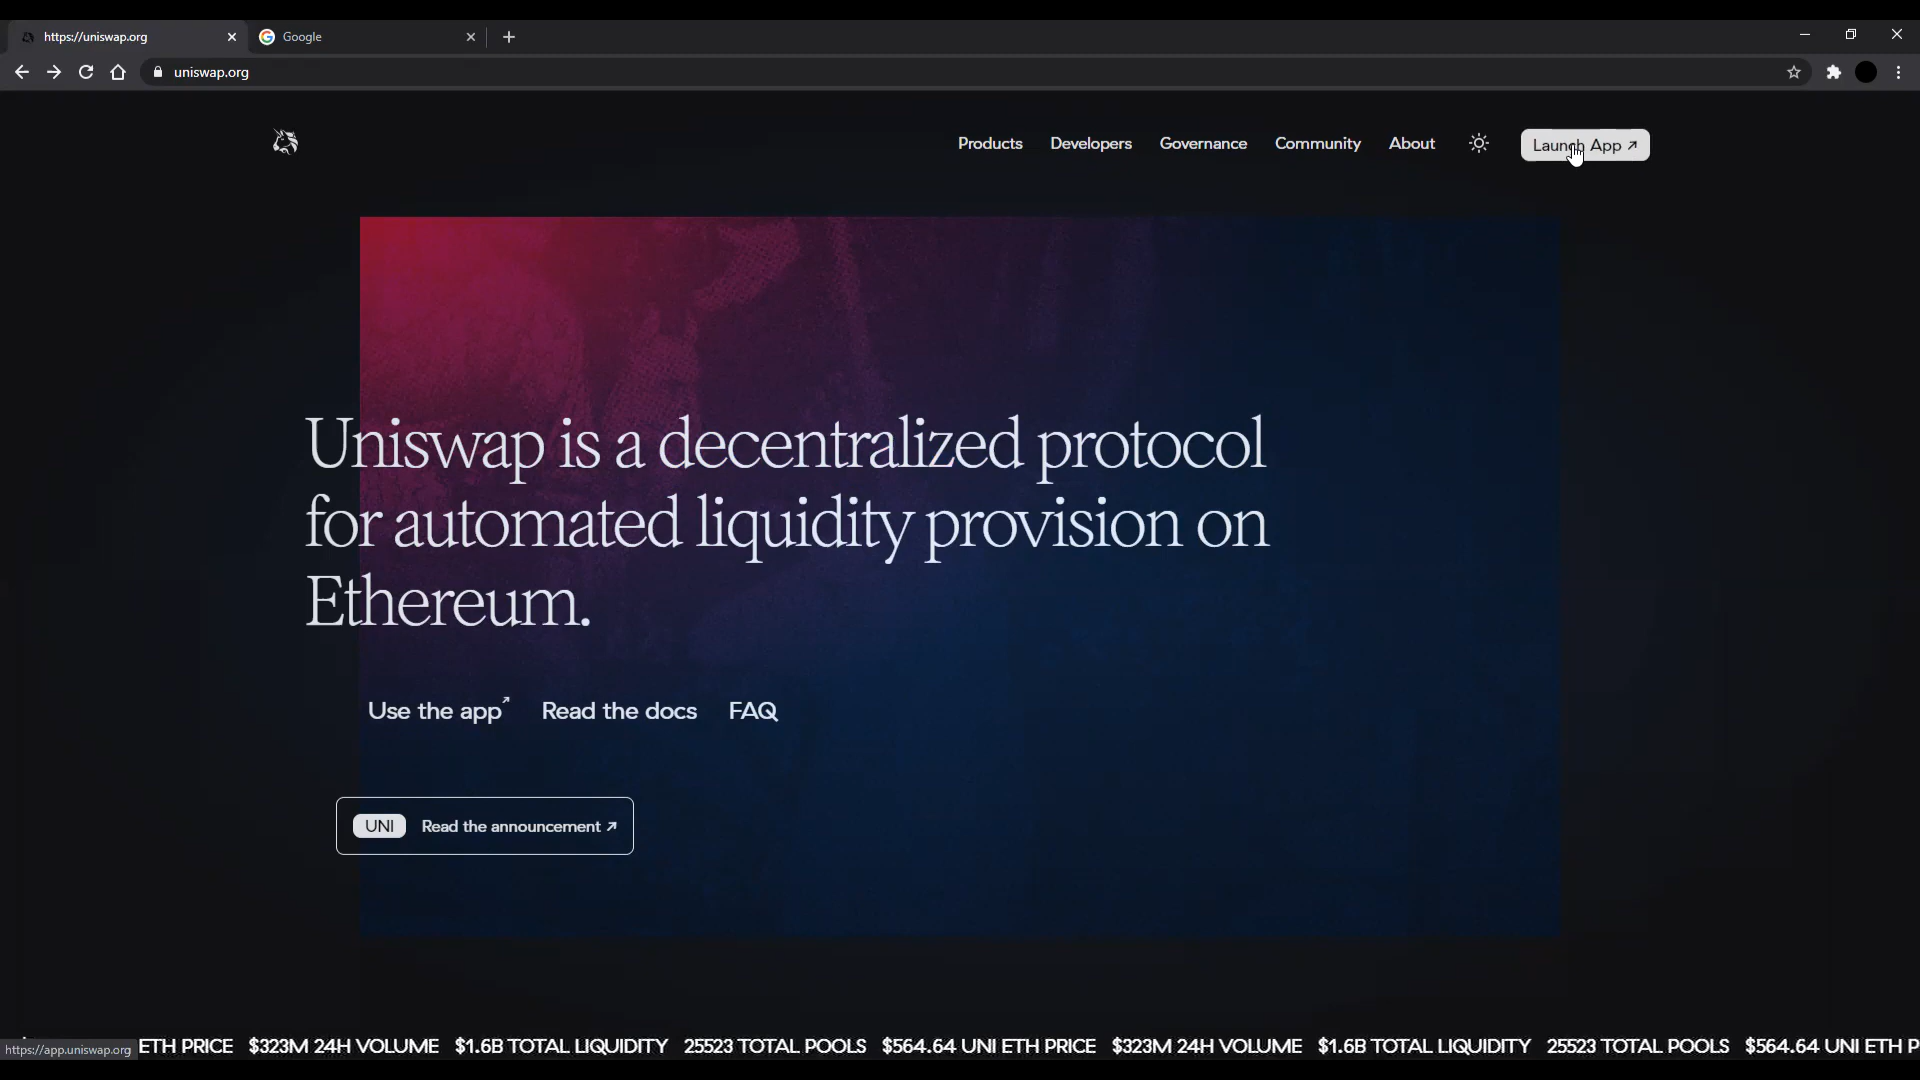 https://uniswap.org
Google
uniswap.org
Products Developers Governance Community About Launch App ↗
Uniswap is a decentralized protocol
for automated liquidity provision on
Ethereum.
Use the app↗ Read the docs FAQ
UNI Read the announcement ↗
https://app.uniswap.org
ETH PRICE $323M 24H VOLUME $1.6B TOTAL LIQUIDITY 25523 TOTAL POOLS $564.64 UNI ETH PRICE $323M 24H VOLUME $1.6B TOTAL LIQUIDITY 25523 TOTAL POOLS $564.64 UNI ETH P